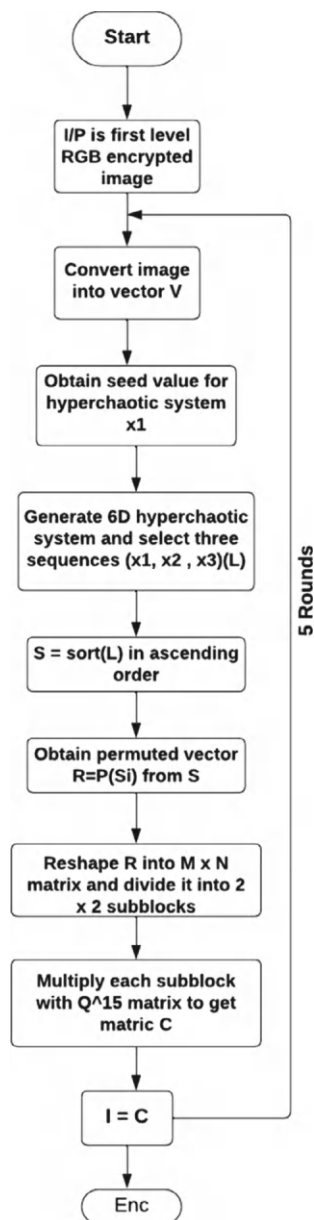 Start
I/P is first level
RGB encrypted
image
Convert image
into vector V
Obtain seed value for
hyperchaotic system
x1
Generate 6D hyperchaotic
system and select three
sequences (x1, x2 , x3)(L)
S = sort(L) in ascending
order
Obtain permuted vector
R=P(Si) from S
Reshape R into M x N
matrix and divide it into 2
x 2 subblocks
Multiply each subblock
with Q^15 matrix to get
matric C
I = C
Enc
5 Rounds